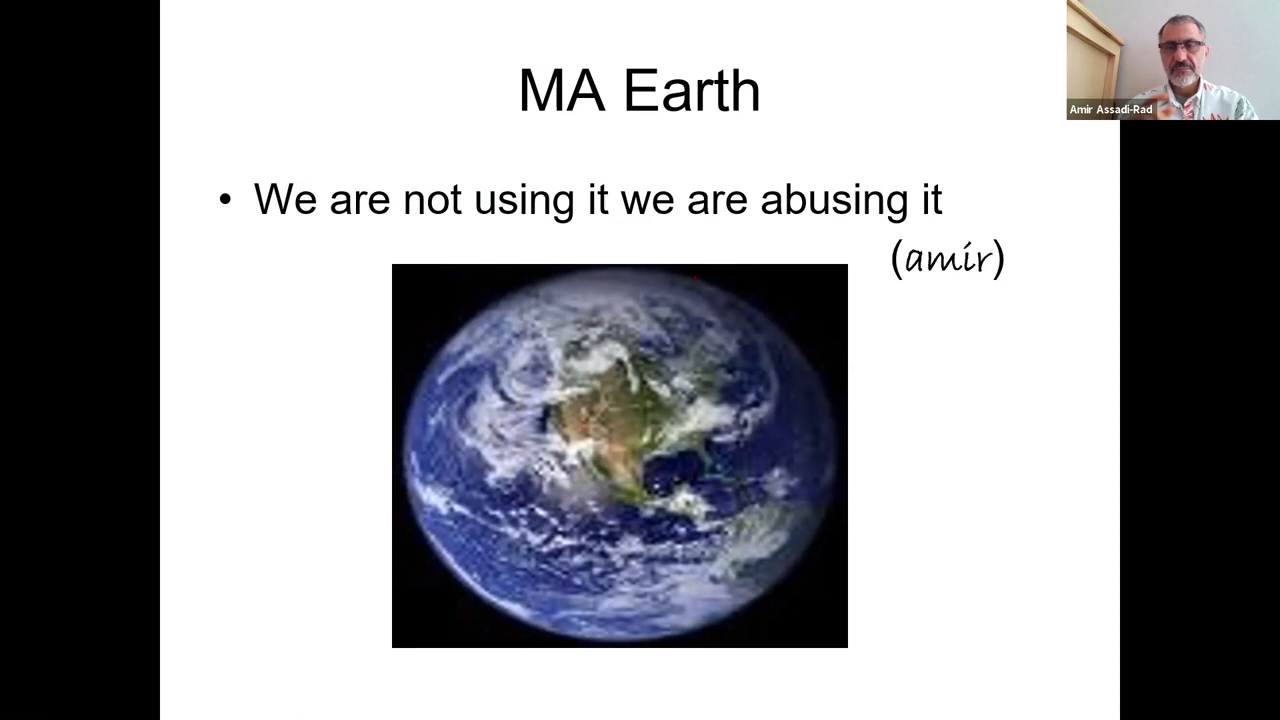 MA Earth
• We are not using it we are abusing it
(amir)
Amir Assadi-Rad